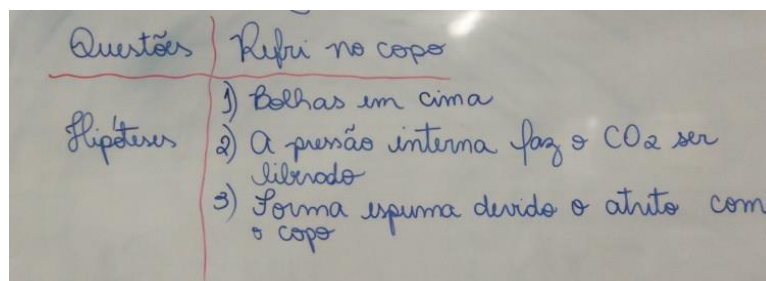 Questões Refri no copo
Hipóteses 1) Bolhas em cima
2) A pressão interna faz o CO2 ser
liberado
3) Forma espuma devido o atrito com
o copo